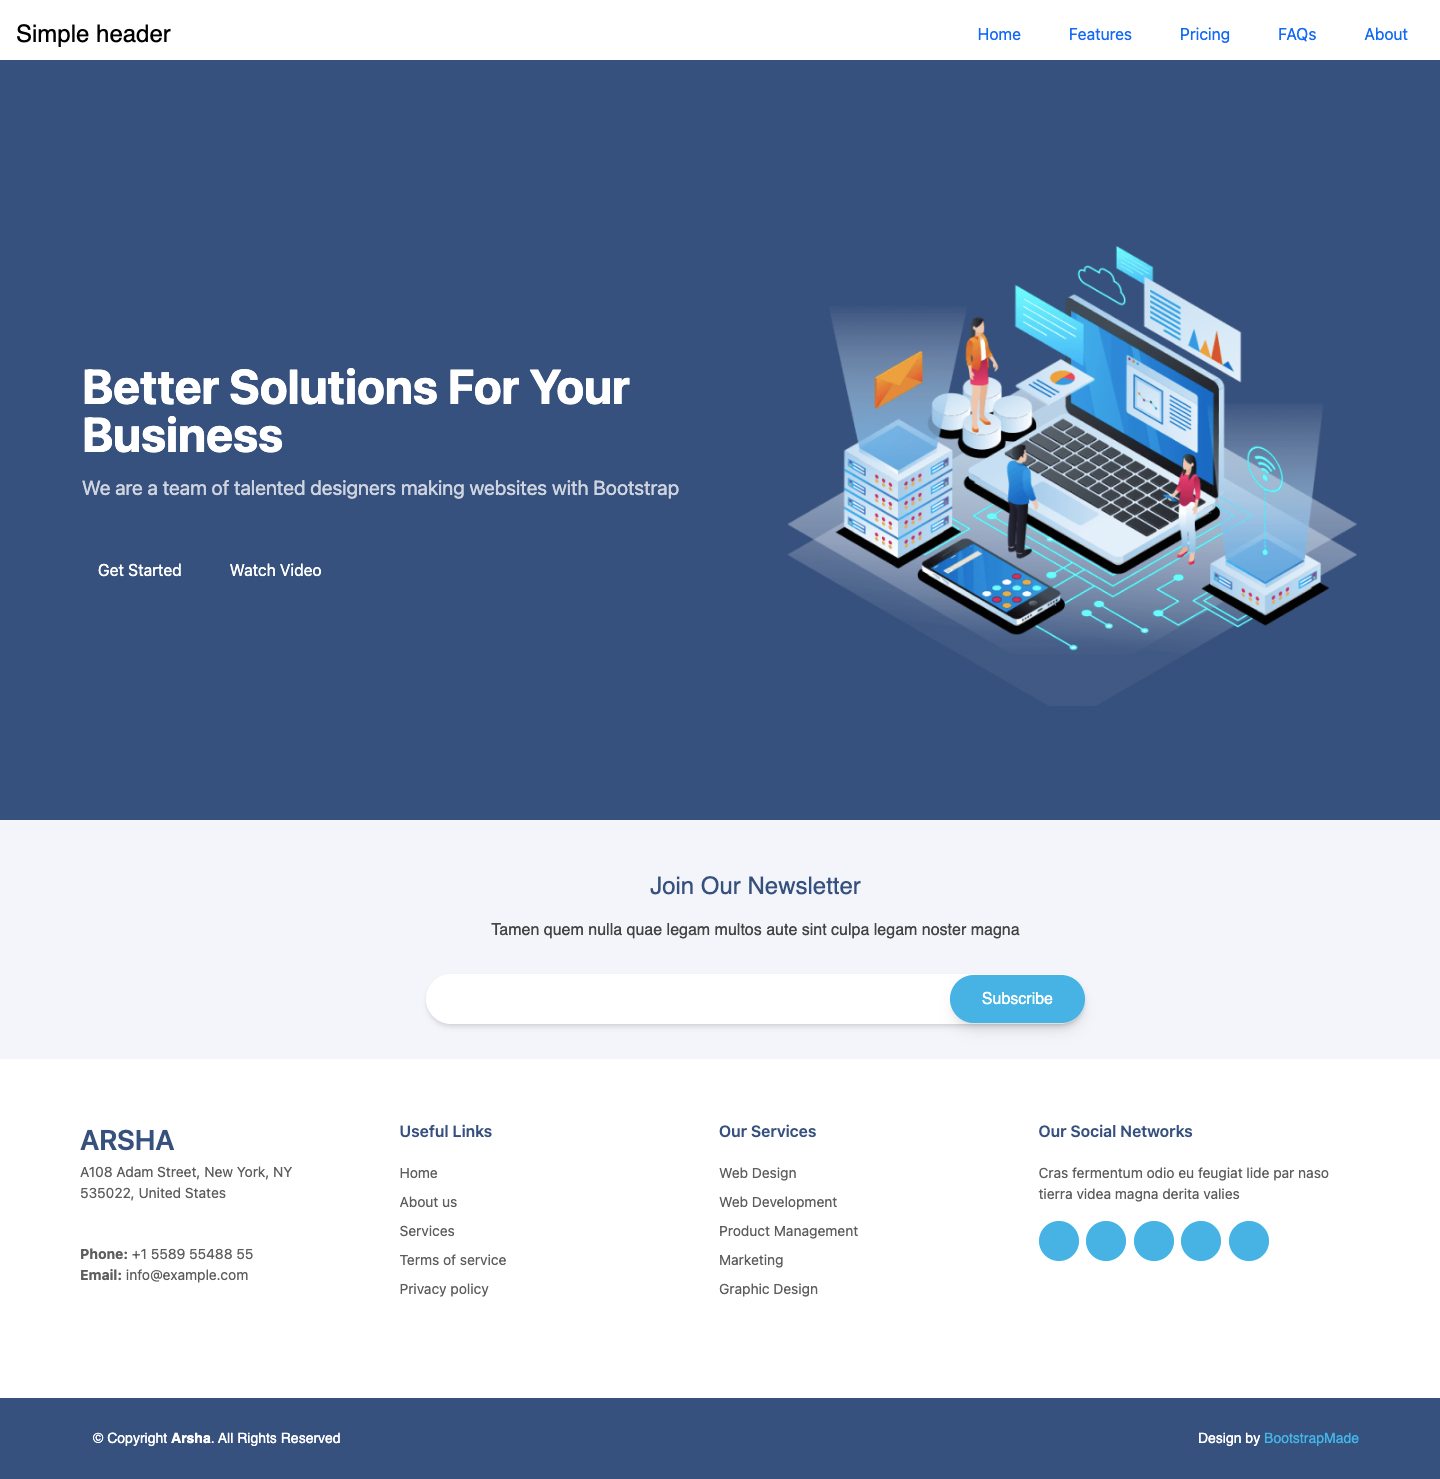 Simple header
Home Features Pricing FAQs About
Better Solutions For Your
Business
We are a team of talented designers making websites with Bootstrap
Get Started Watch Video
Join Our Newsletter
Tamen quem nulla quae legam multos aute sint culpa legam noster magna
Subscribe
ARSHA
A108 Adam Street, New York, NY
535022, United States
Phone: +1 5589 55488 55
Email: info@example.com
Useful Links
Home
About us
Services
Terms of service
Privacy policy
Our Services
Web Design
Web Development
Product Management
Marketing
Graphic Design
Our Social Networks
Cras fermentum odio eu feugiat lide par naso
tierra videa magna derita valies
© Copyright Arsha. All Rights Reserved
Design by BootstrapMade